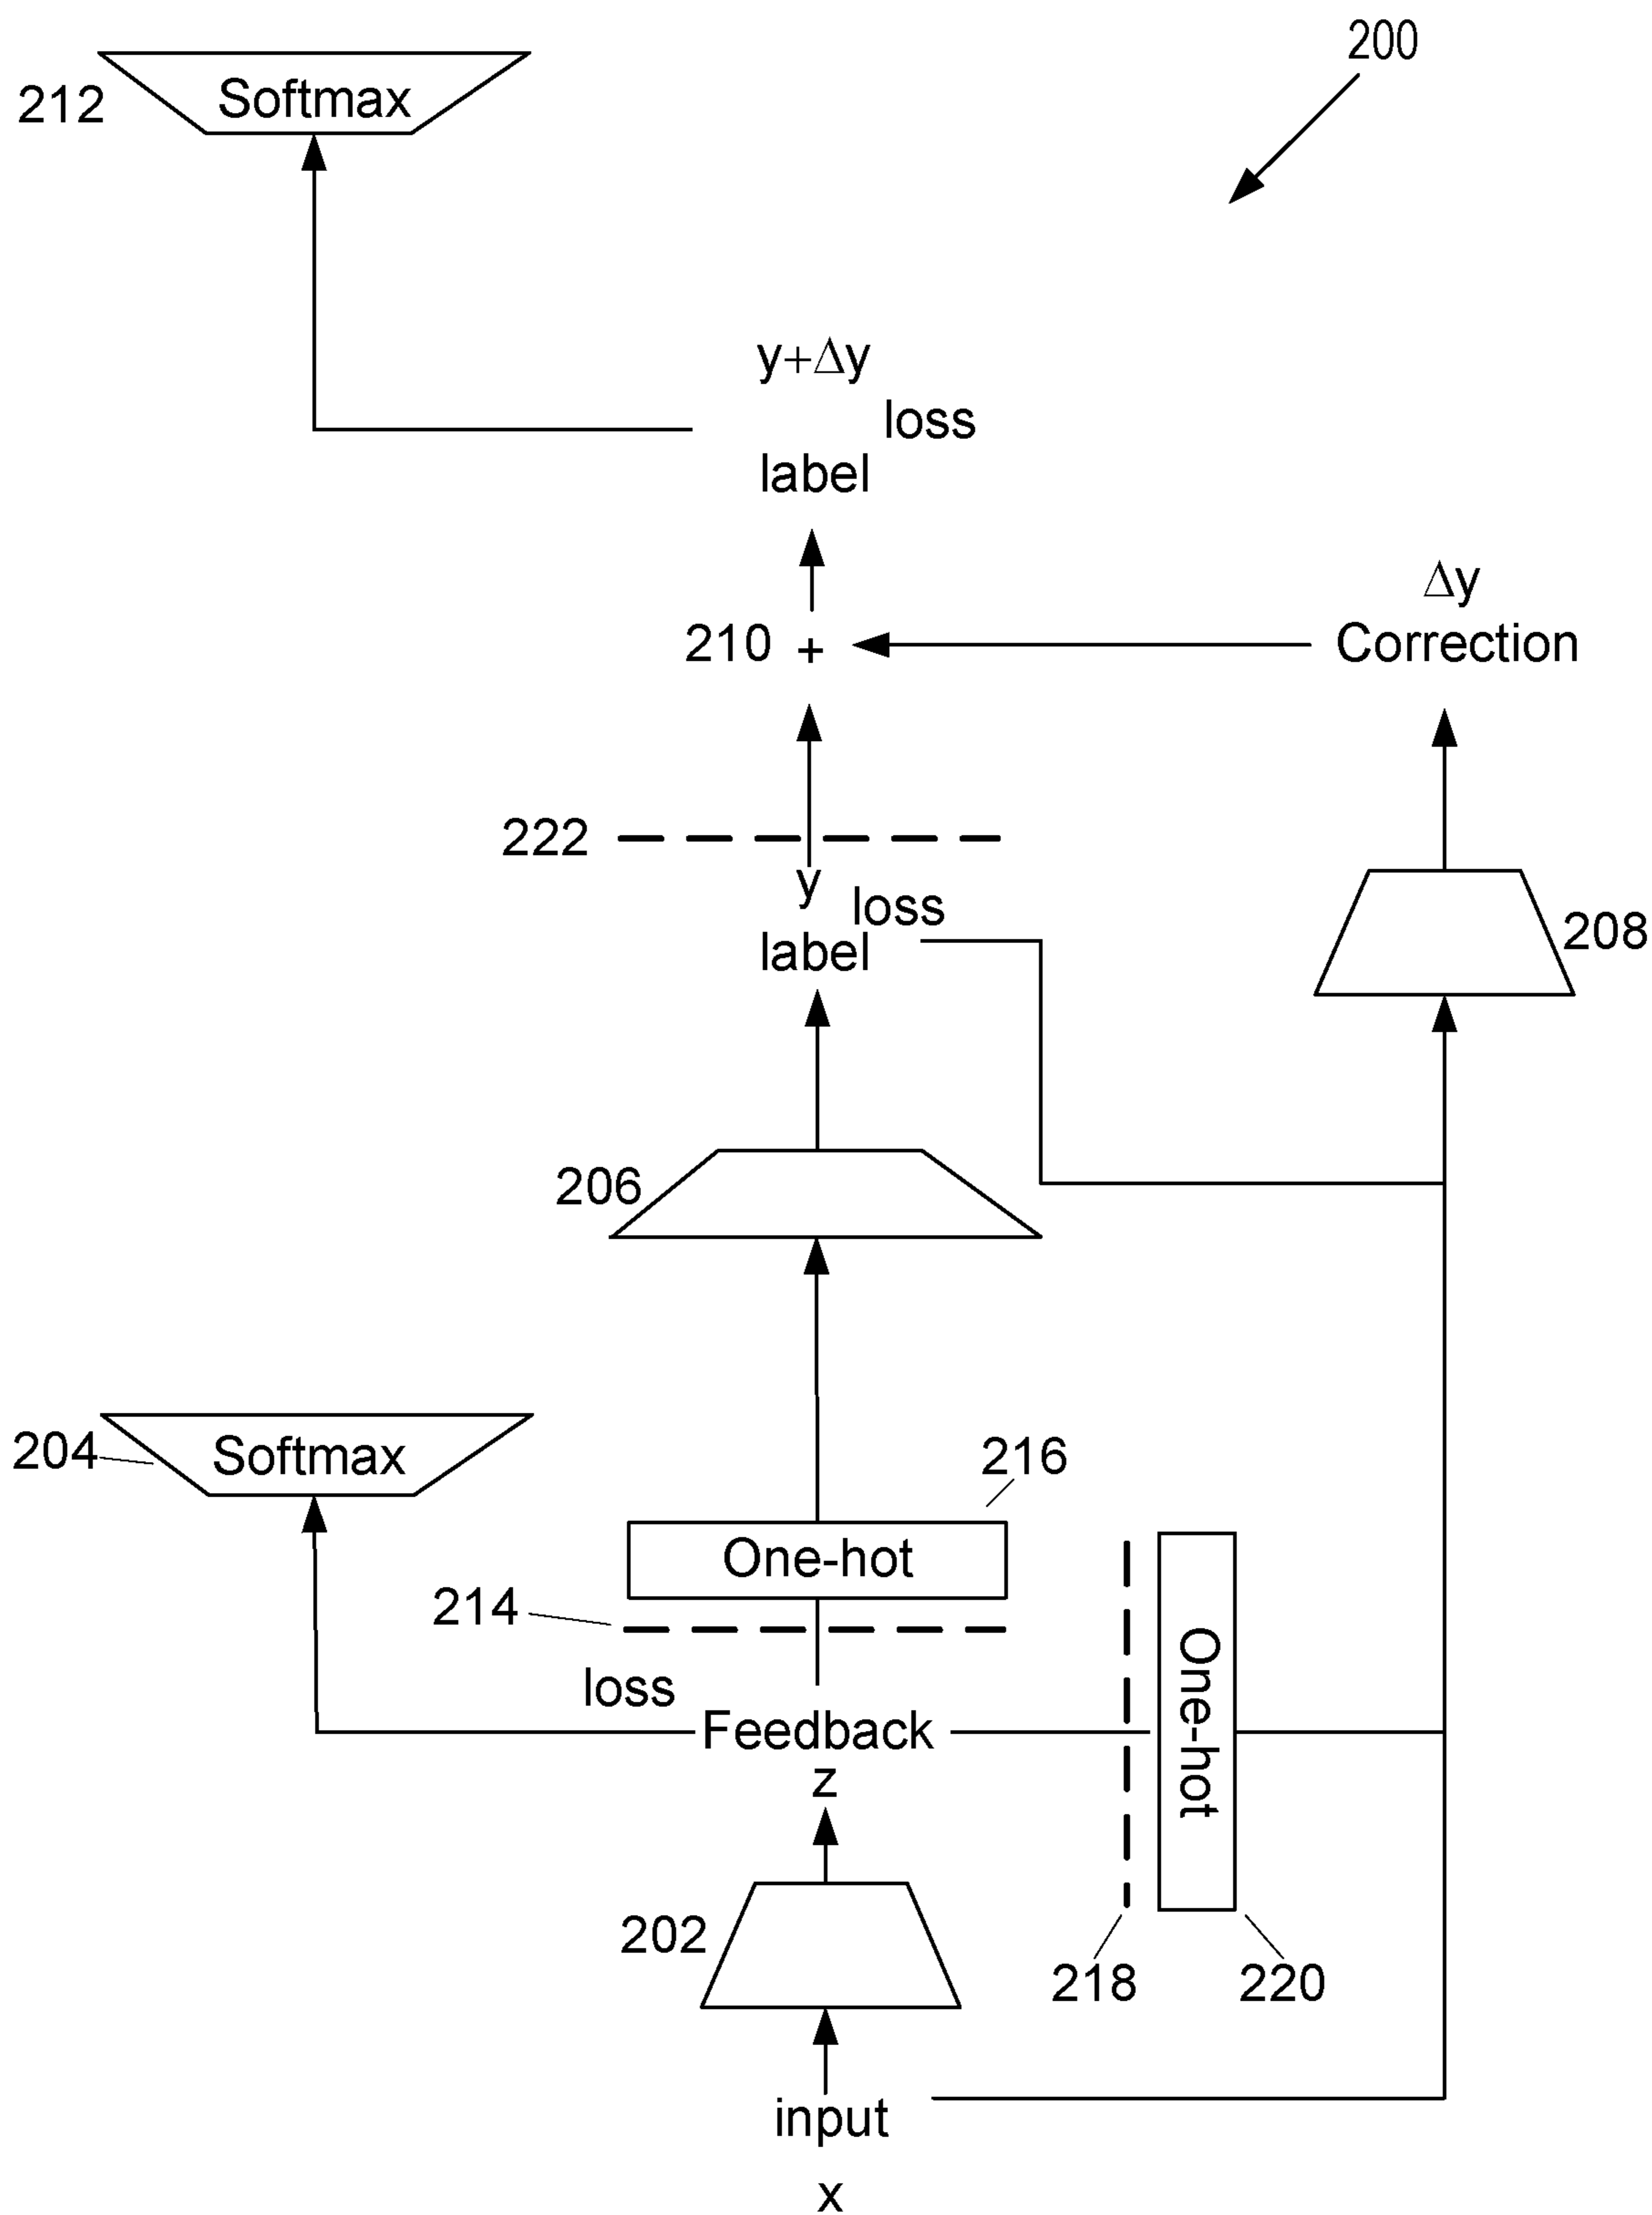 200
212
Softmax
y+Δy
loss
label
Δy
210 +
Correction
222
y
loss
label
208
206
204
Softmax
216
One-hot
214
One-hot
loss
Feedback
z
202
218
220
input
x